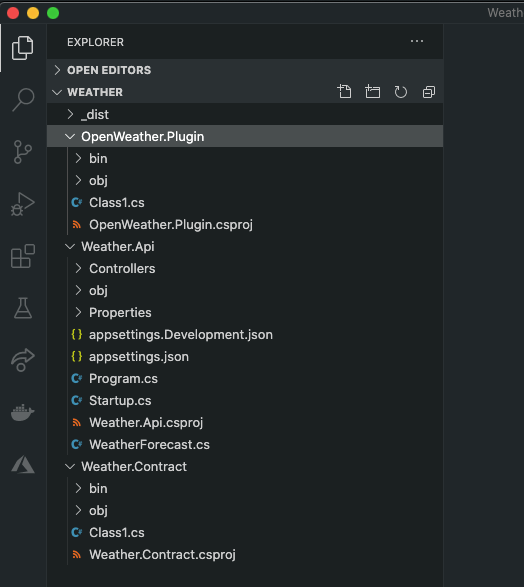 Weath
EXPLORER
OPEN EDITORS
WEATHER
_dist
OpenWeather.Plugin
bin
obj
Class1.cs
OpenWeather.Plugin.csproj
Weather.Api
Controllers
obj
Properties
{} appsettings.Development.json
{} appsettings.json
C# Program.cs
C# Startup.cs
Weather.Api.csproj
C# WeatherForecast.cs
Weather.Contract
bin
obj
C# Class1.cs
Weather.Contract.csproj